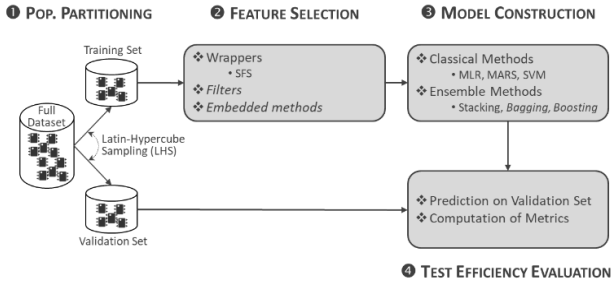 ❶ POP. PARTITIONING
❷ FEATURE SELECTION
❸ MODEL CONSTRUCTION
Training Set
Full
Dataset
Latin-Hypercube
Sampling (LHS)
Validation Set
❖ Wrappers
• SFS
❖ Filters
❖ Embedded methods
❖ Classical Methods
• MLR, MARS, SVM
❖ Ensemble Methods
• Stacking, Bagging, Boosting
❖ Prediction on Validation Set
❖ Computation of Metrics
❹ TEST EFFICIENCY EVALUATION